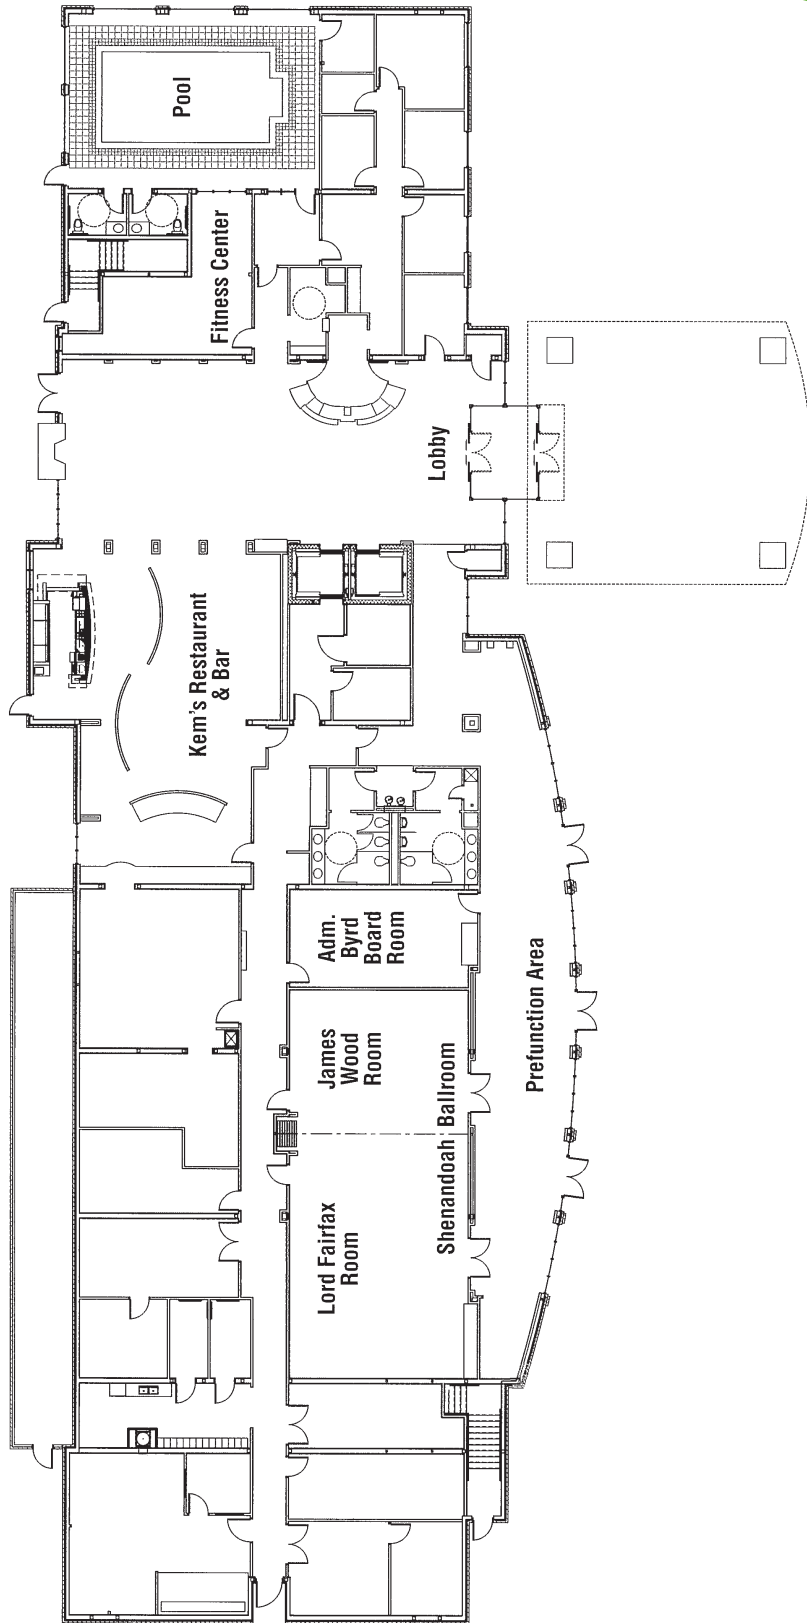 Pool
Fitness Center
Lobby
Kem's Restaurant
& Bar
Adm.
Byrd
Board
Room
James
Wood
Room
Shenandoah Ballroom
Lord Fairfax
Room
Prefunction Area